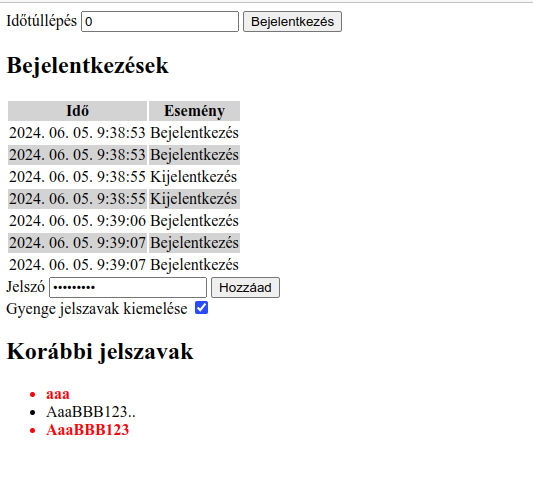 Időtúllépés 0 Bejelentkezés
Bejelentkezések
Idő Esemény
2024. 06. 05. 9:38:53 Bejelentkezés
2024. 06. 05. 9:38:53 Bejelentkezés
2024. 06. 05. 9:38:55 Kijelentkezés
2024. 06. 05. 9:38:55 Kijelentkezés
2024. 06. 05. 9:39:06 Bejelentkezés
2024. 06. 05. 9:39:07 Bejelentkezés
2024. 06. 05. 9:39:07 Bejelentkezés
Jelszó ••••••••• Hozzáad
Gyenge jelszavak kiemelése
Korábbi jelszavak
• aaa
• AaaBBB123..
• AaaBBB123